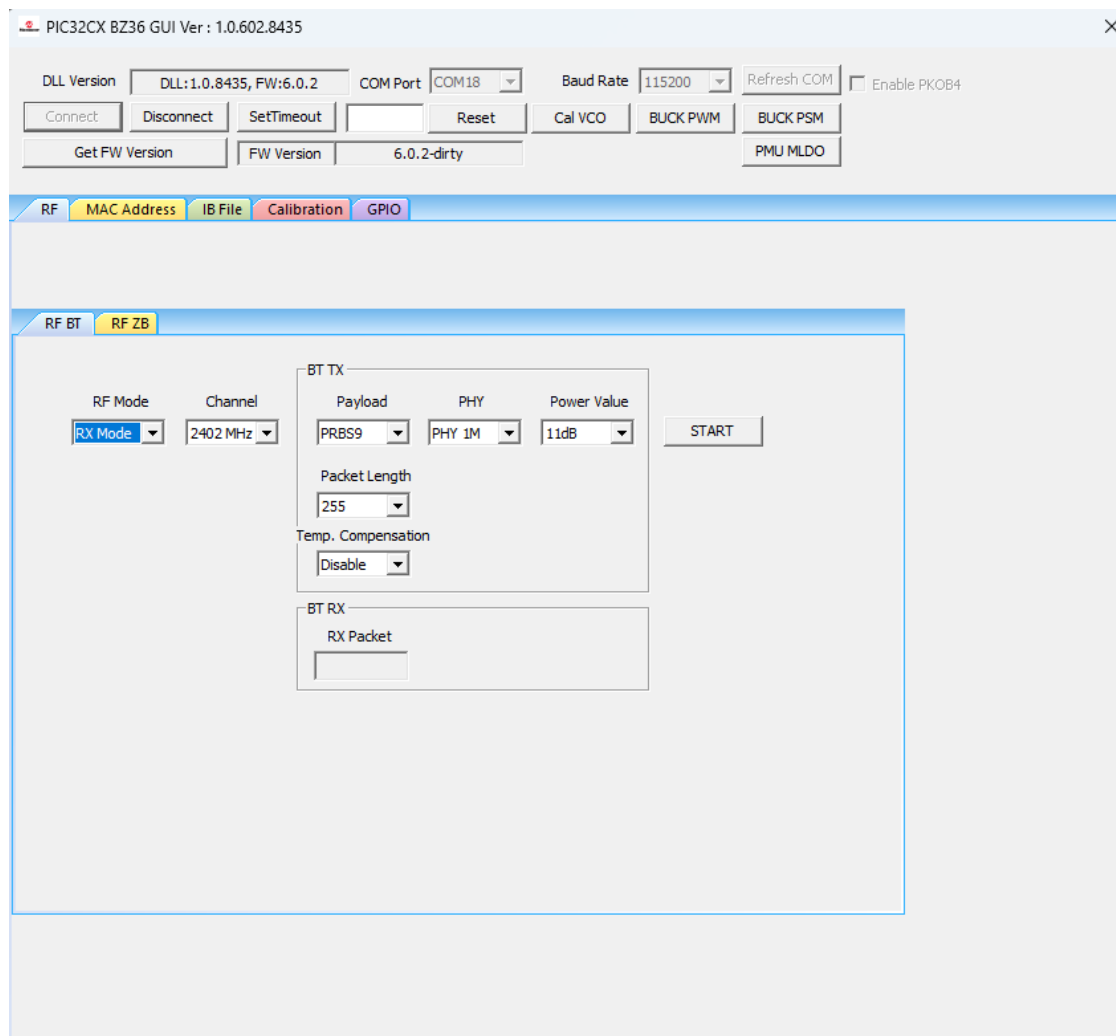 PIC32CX BZ36 GUI Ver : 1.0.602.8435
DLL Version DLL:1.0.8435, FW:6.0.2 COM Port COM18 Baud Rate 115200 Refresh COM Enable PKOB4
Connect Disconnect SetTimeout Reset Cal VCO BUCK PWM BUCK PSM
Get FW Version FW Version 6.0.2-dirty PMU MLDO
RF MAC Address IB File Calibration GPIO
RF BT RF ZB
BT TX
RF Mode Channel Payload PHY Power Value
RX Mode 2402 MHz PRBS9 PHY 1M 11dB START
Packet Length
255
Temp. Compensation
Disable
BT RX
RX Packet